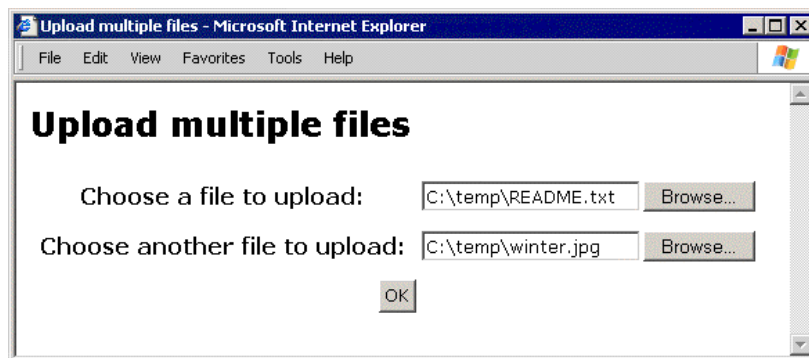 Upload multiple files - Microsoft Internet Explorer
File Edit View Favorites Tools Help
Upload multiple files
Choose a file to upload: C:\temp\README.txt Browse...
Choose another file to upload: C:\temp\winter.jpg Browse...
OK